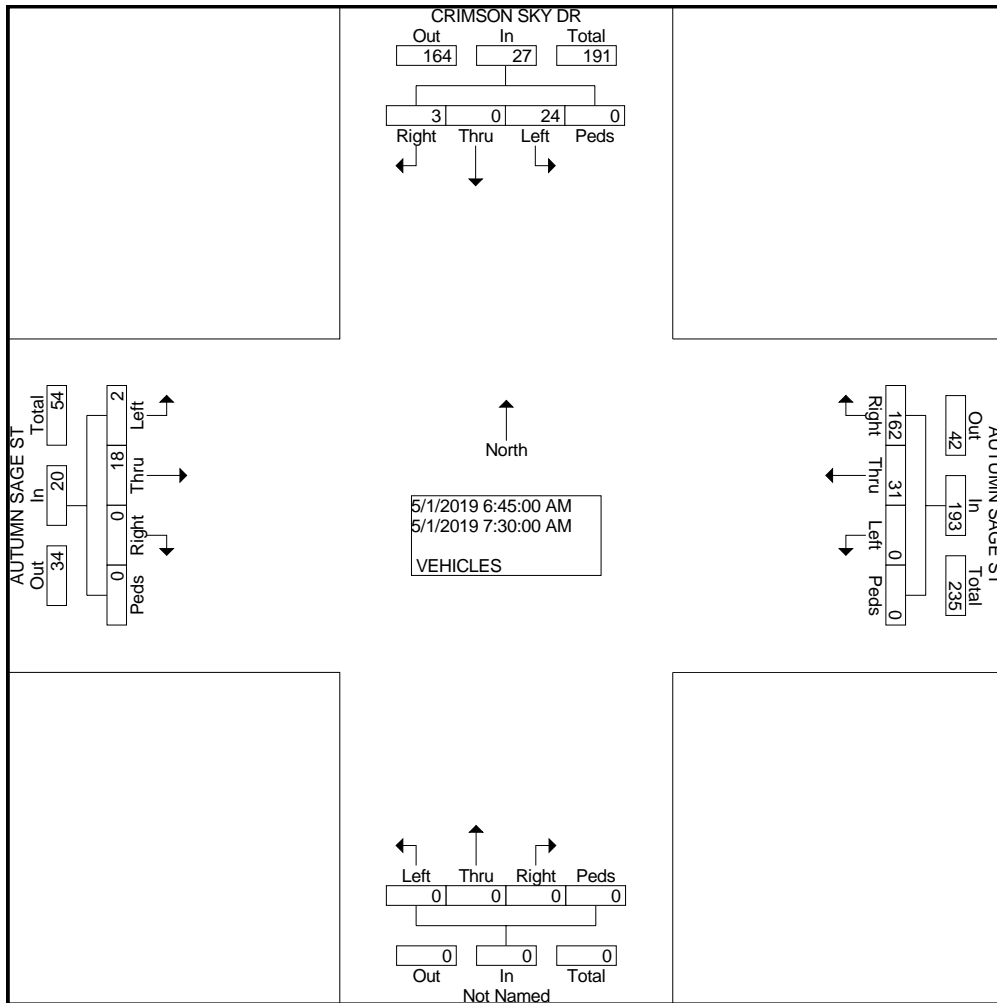 CRIMSON SKY DR
Out In Total
164 27 191
3 0 24 0
Right Thru Left Peds
AUTUMN SAGE ST
Total In Out
54 20 34
2 18 0 0
Left Thru Right Peds
North
5/1/2019 6:45:00 AM
5/1/2019 7:30:00 AM
VEHICLES
AUTUMN SAGE ST
Out In Total
42 193 235
162 31 0 0
Right Thru Left Peds
Left Thru Right Peds
0 0 0 0
0 0 0
Out In Total
Not Named